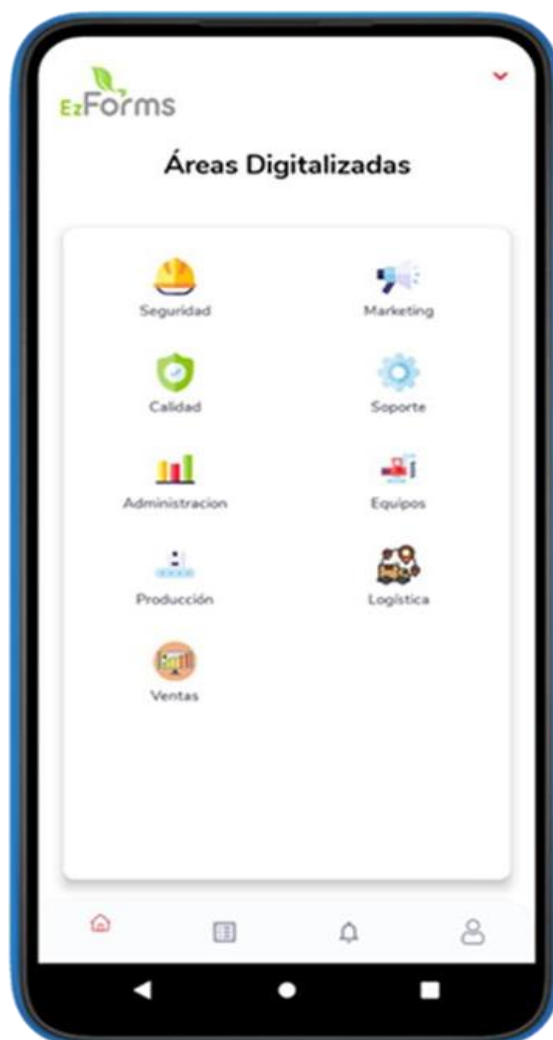 EzForms
Áreas Digitalizadas
Seguridad
Marketing
Calidad
Soporte
Administracion
Equipos
Producción
Logística
Ventas